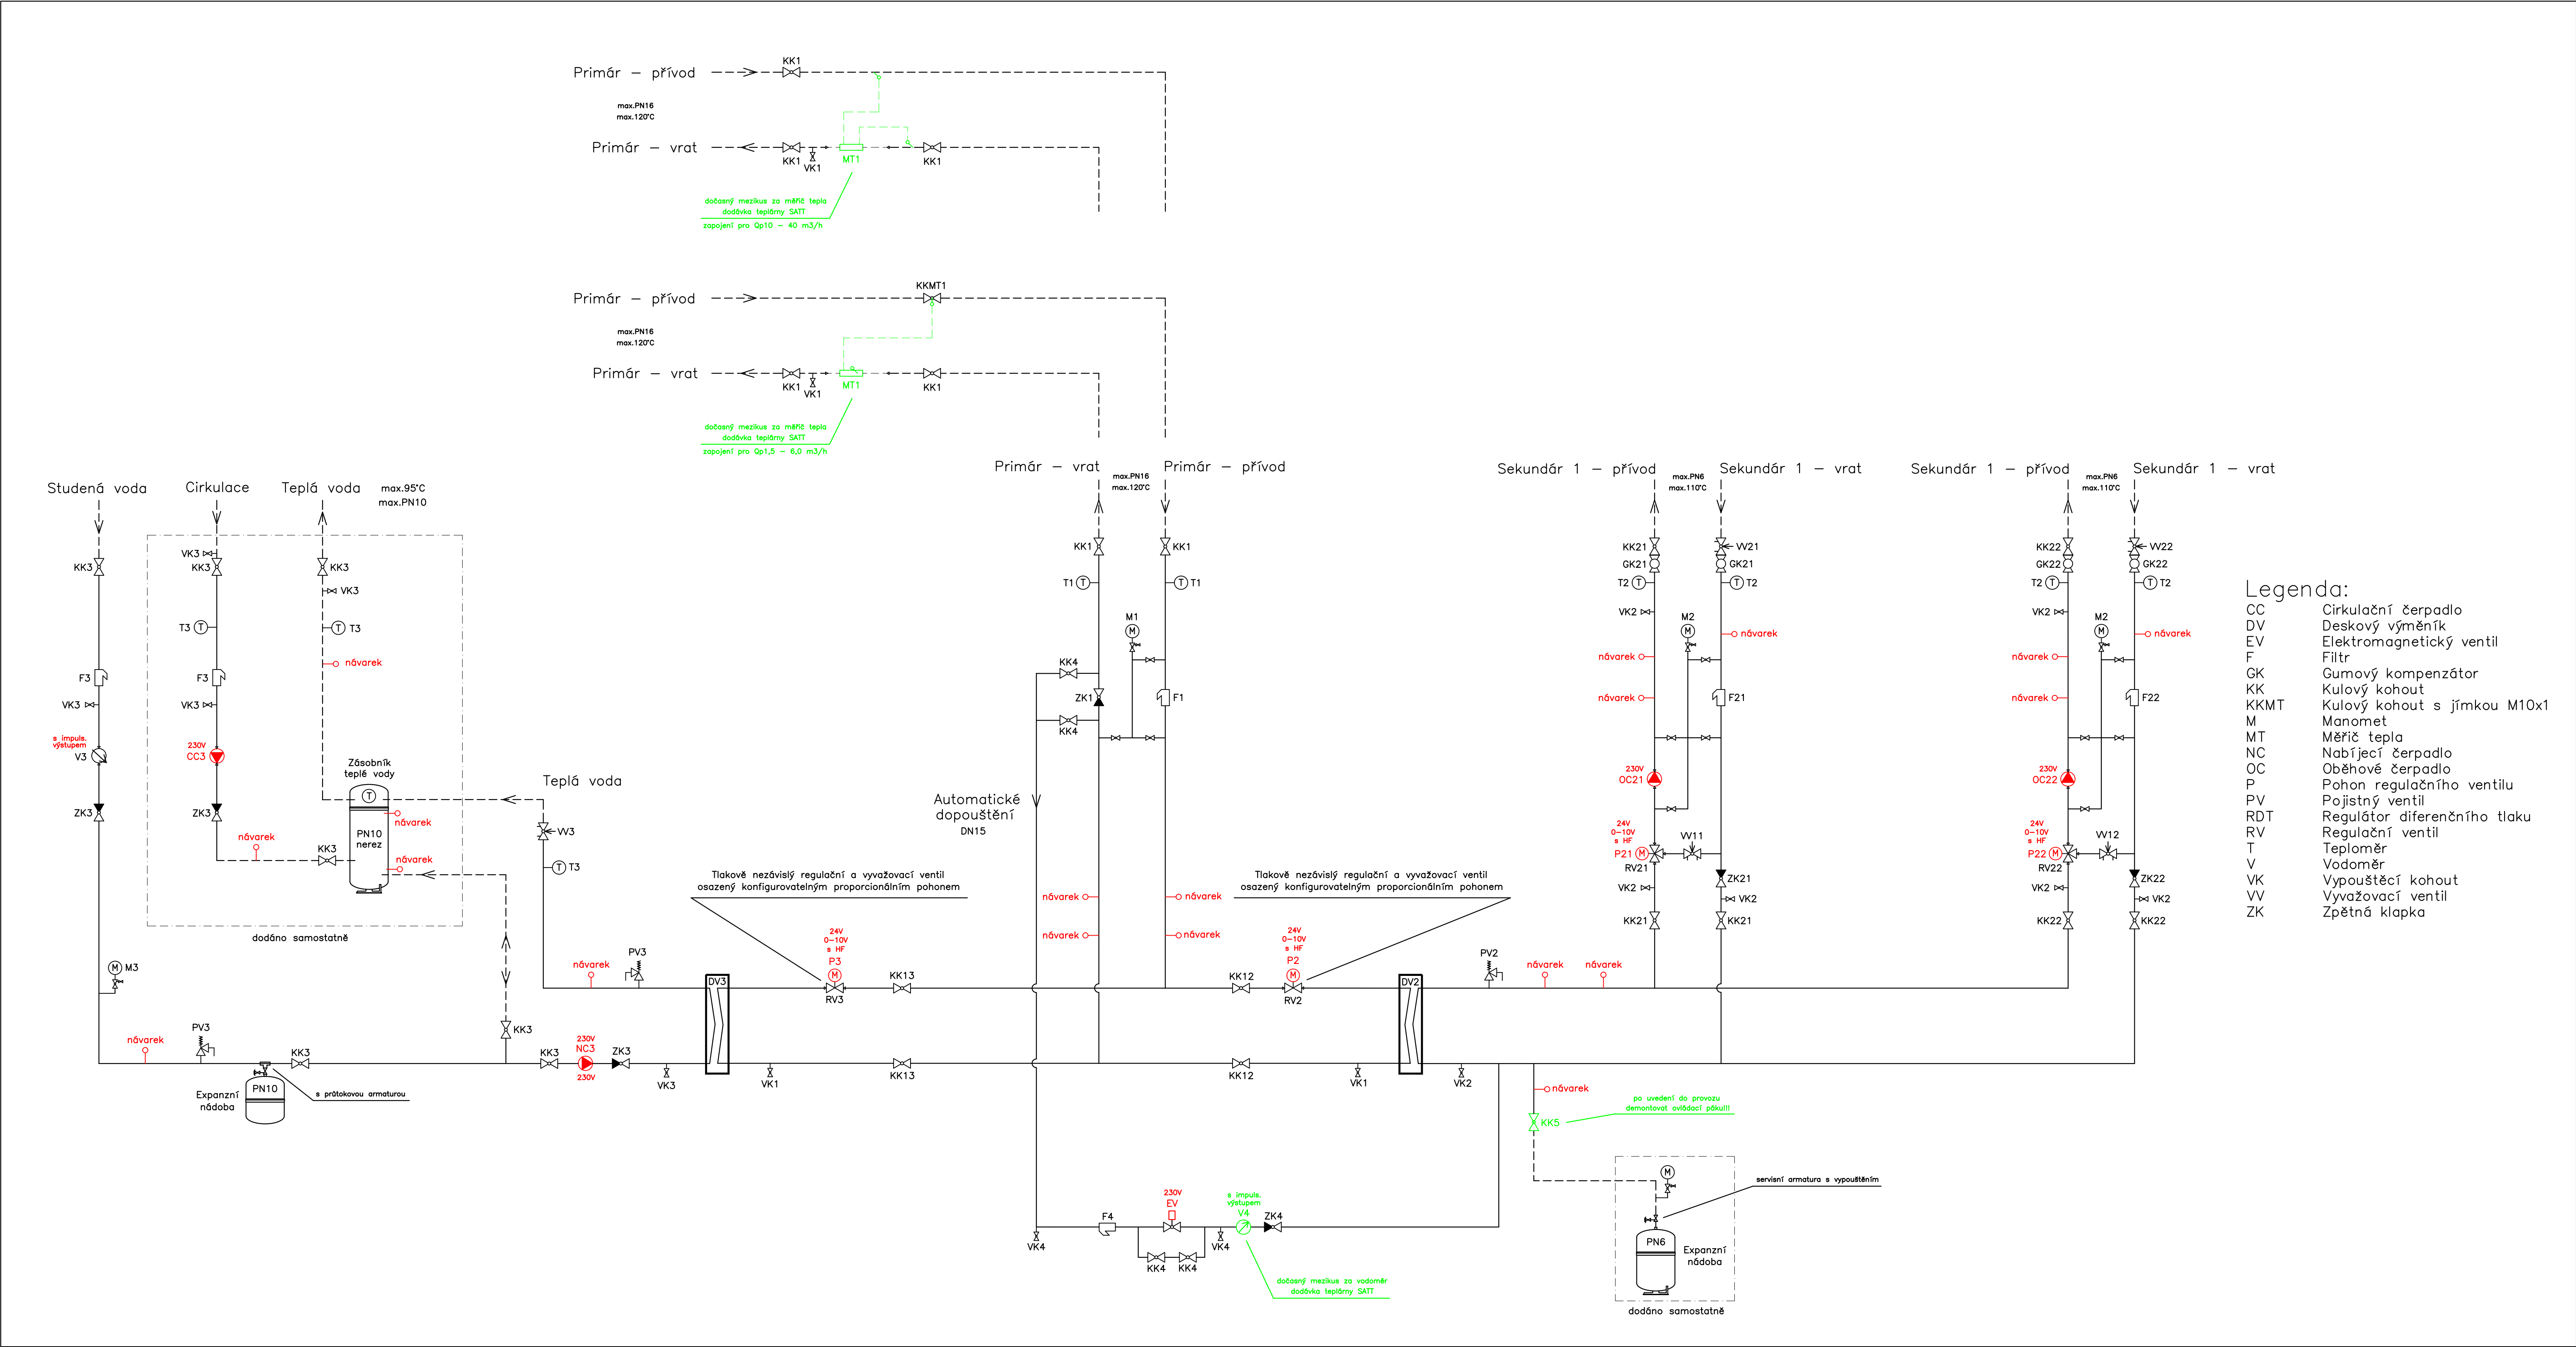 Primár – přívod
KK1
max.PN16
max.120°C
Primár – vrat
KK1
VK1
MT1
KK1
dočasný mezikus za měřič tepla
dodávka teplárny SATT
zapojení pro Qp10 – 40 m3/h
Primár – přívod
KKMT1
max.PN16
max.120°C
Primár – vrat
KK1
VK1
MT1
KK1
dočasný mezikus za měřič tepla
dodávka teplárny SATT
zapojení pro Qp1,5 – 6,0 m3/h
Studená voda
Cirkulace
Teplá voda
max.95°C
max.PN10
KK3
VK3
KK3
KK3
VK3
T3
T
T
T3
návarek
F3
F3
VK3
VK3
s impuls.
výstupem
V3
230V
CC3
ZK3
ZK3
Zásobník
teplé vody
T
PN10
nerez
návarek
návarek
návarek
KK3
dodáno samostatně
M
M3
návarek
PV3
KK3
PN10
Expanzní
nádoba
s průtokovou armaturou
Teplá voda
VV3
T
T3
návarek
PV3
KK3
KK3
230V
NC3
230V
ZK3
VK3
DV3
VK1
Tlakově nezávislý regulační a vyvažovací ventil
osazený konfigurovatelným proporcionálním pohonem
24V
0–10V
s HF
P3
M
RV3
KK13
KK13
Primár – vrat
max.PN16
max.120°C
Primár – přívod
KK1
KK1
T1
T
T
T1
M1
M
KK4
ZK1
F1
KK4
Automatické
dopouštění
DN15
návarek
návarek
návarek
návarek
Tlakově nezávislý regulační a vyvažovací ventil
osazený konfigurovatelným proporcionálním pohonem
24V
0–10V
s HF
P2
M
KK12
RV2
KK12
VK1
DV2
VK2
PV2
návarek
návarek
Sekundár 1 – přívod
max.PN6
max.110°C
Sekundár 1 – vrat
KK21
VV21
GK21
GK21
T2
T
T
T2
VK2
M2
M
návarek
návarek
návarek
F21
230V
OC21
24V
0–10V
s HF
P21
M
VV11
RV21
ZK21
VK2
VK2
KK21
KK21
Sekundár 1 – přívod
max.PN6
max.110°C
Sekundár 1 – vrat
KK22
VV22
GK22
GK22
T2
T
T
T2
VK2
M2
M
návarek
návarek
návarek
F22
230V
OC22
24V
0–10V
s HF
P22
M
VV12
RV22
ZK22
VK2
VK2
KK22
KK22
návarek
KK5
po uvedení do provozu
demontovat ovládací páku!!!
M
servisní armatura s vypouštěním
PN6
Expanzní
nádoba
dodáno samostatně
VK4
F4
230V
EV
KK4
KK4
VK4
s impuls.
výstupem
V4
ZK4
dočasný mezikus za vodoměr
dodávka teplárny SATT
Legenda:
CC Cirkulační čerpadlo
DV Deskový výměník
EV Elektromagnetický ventil
F Filtr
GK Gumový kompenzátor
KK Kulový kohout
KKMT Kulový kohout s jímkou M10x1
M Manomet
MT Měřič tepla
NC Nabíjecí čerpadlo
OC Oběhové čerpadlo
P Pohon regulačního ventilu
PV Pojistný ventil
RDT Regulátor diferenčního tlaku
RV Regulační ventil
T Teploměr
V Vodoměr
VK Vypouštěcí kohout
VV Vyvažovací ventil
ZK Zpětná klapka